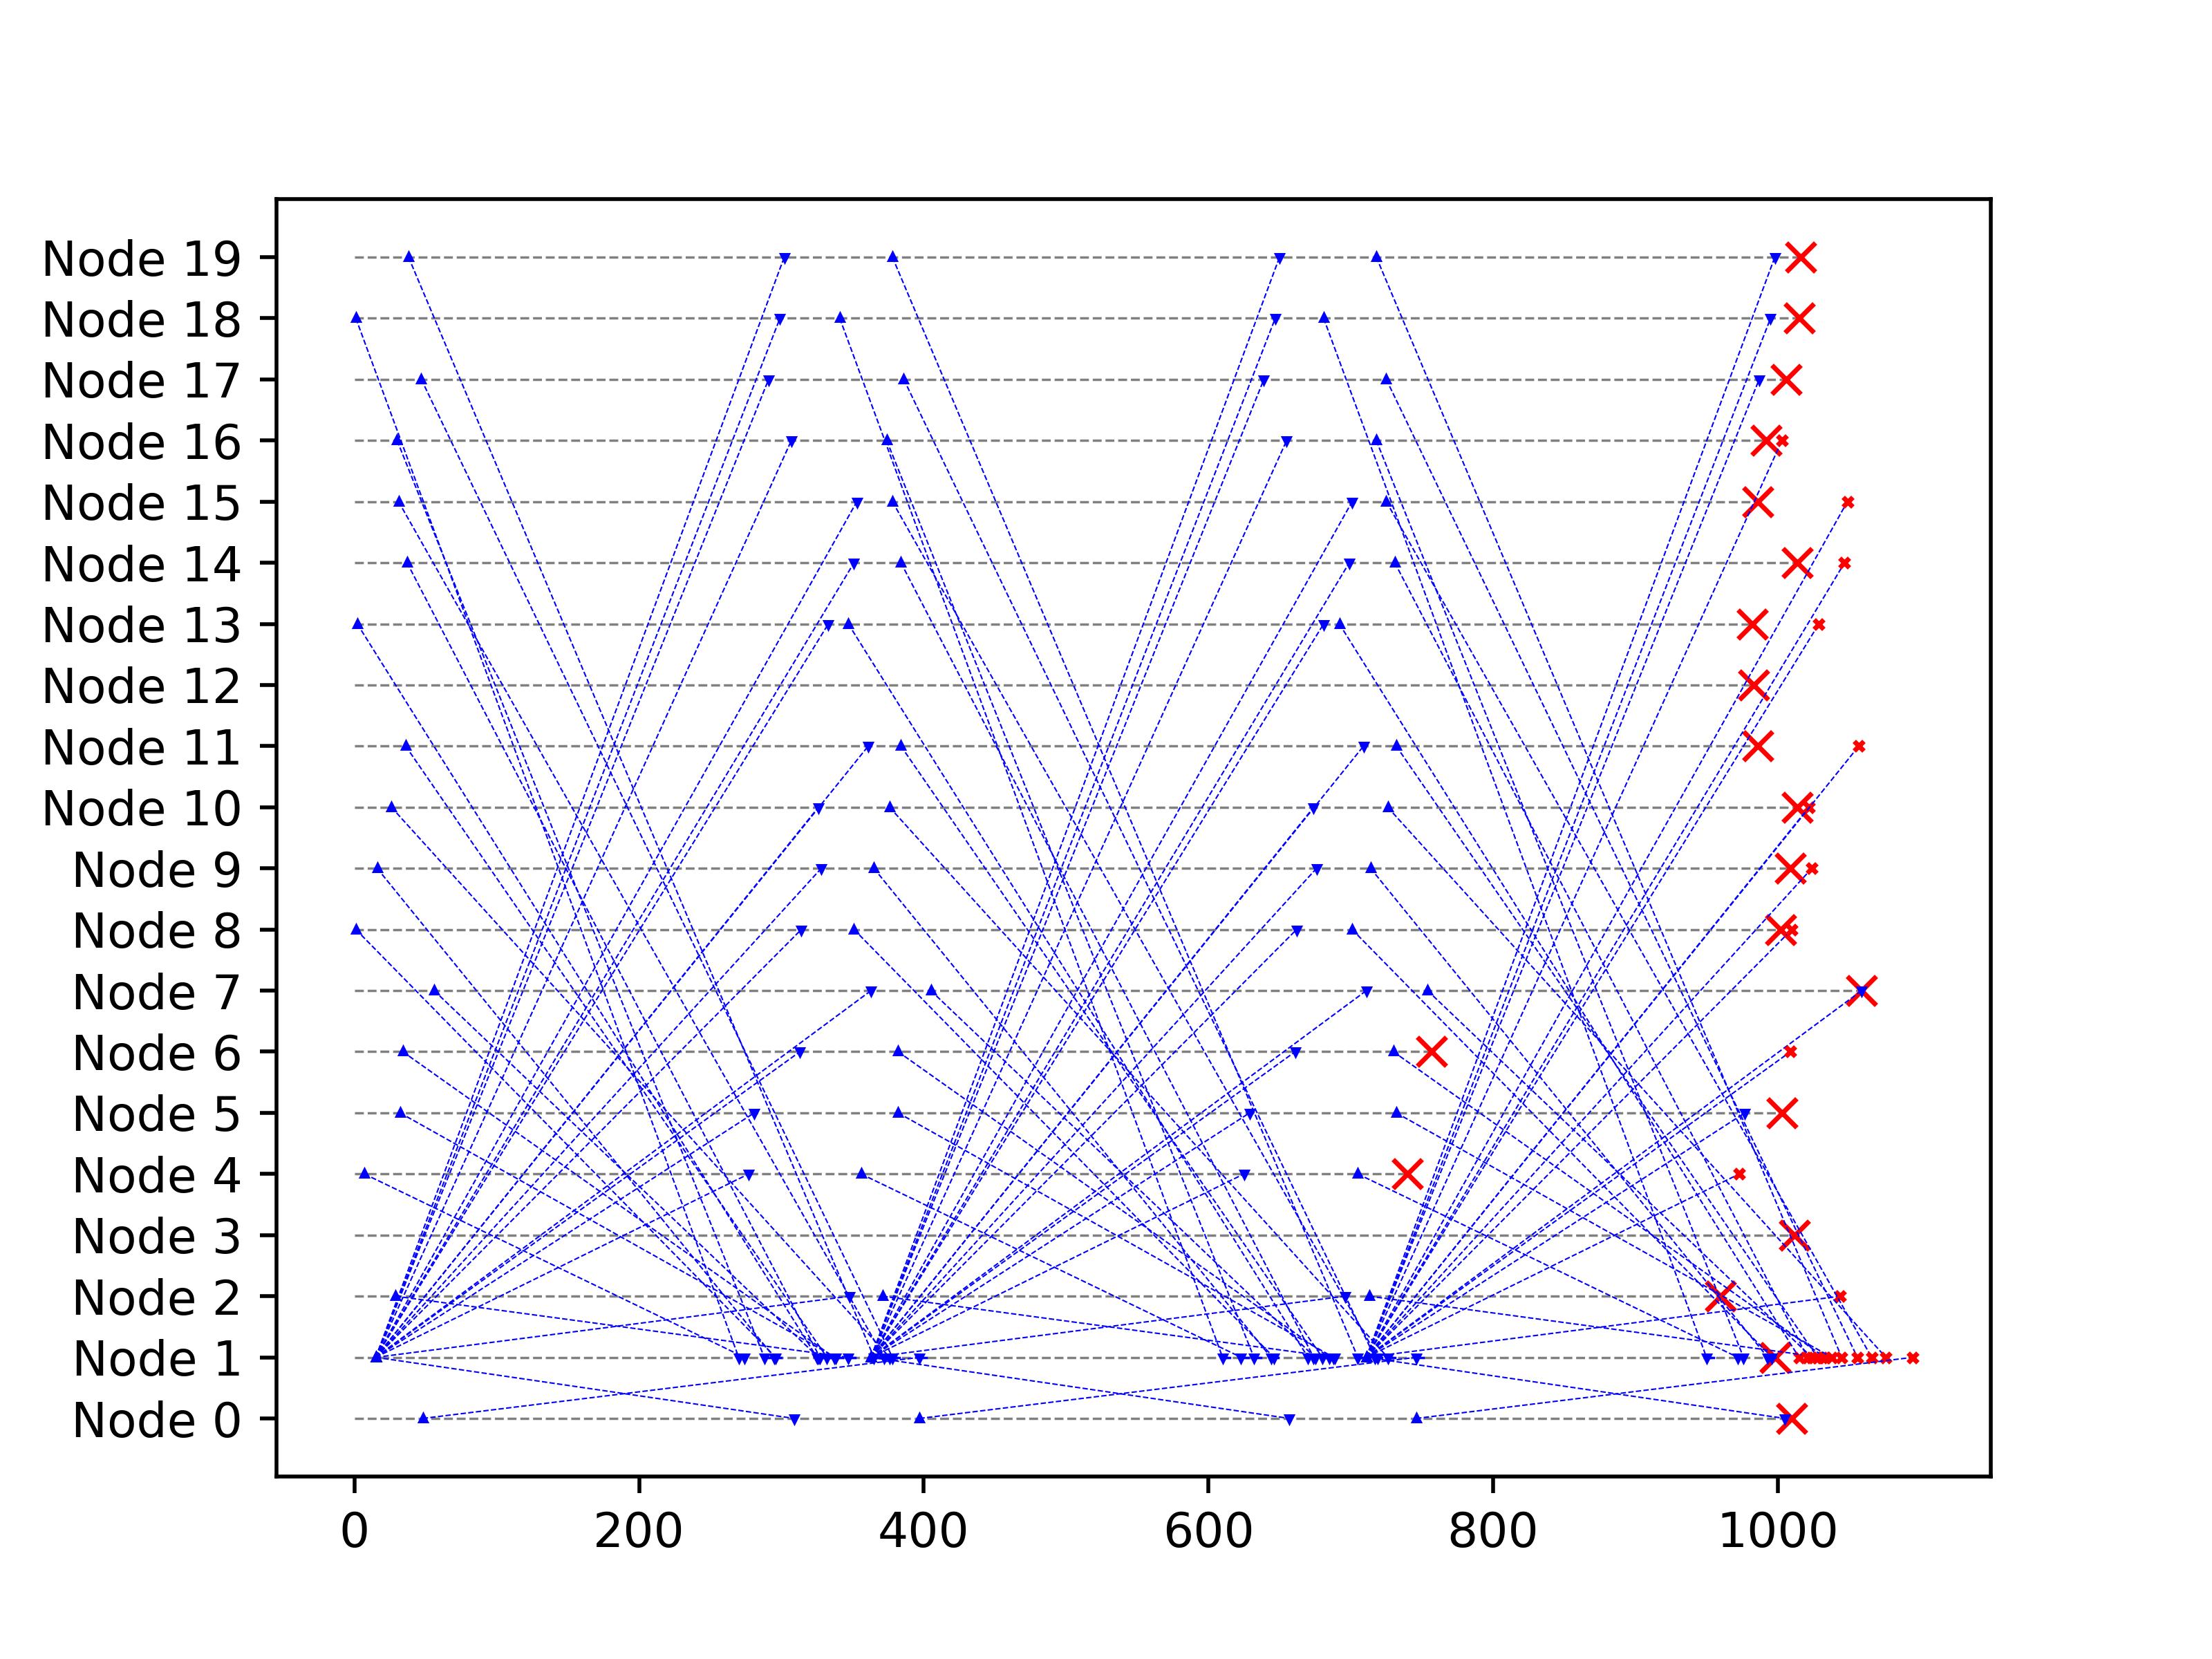 Node 19
Node 18
Node 17
Node 16
Node 15
Node 14
Node 13
Node 12
Node 11
Node 10
Node 9
Node 8
Node 7
Node 6
Node 5
Node 4
Node 3
Node 2
Node 1
Node 0
0 200 400 600 800 1000